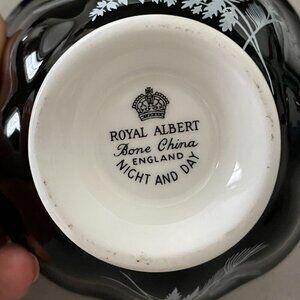 ROYAL ALBERT
Bone China
ENGLAND
NIGHT AND DAY